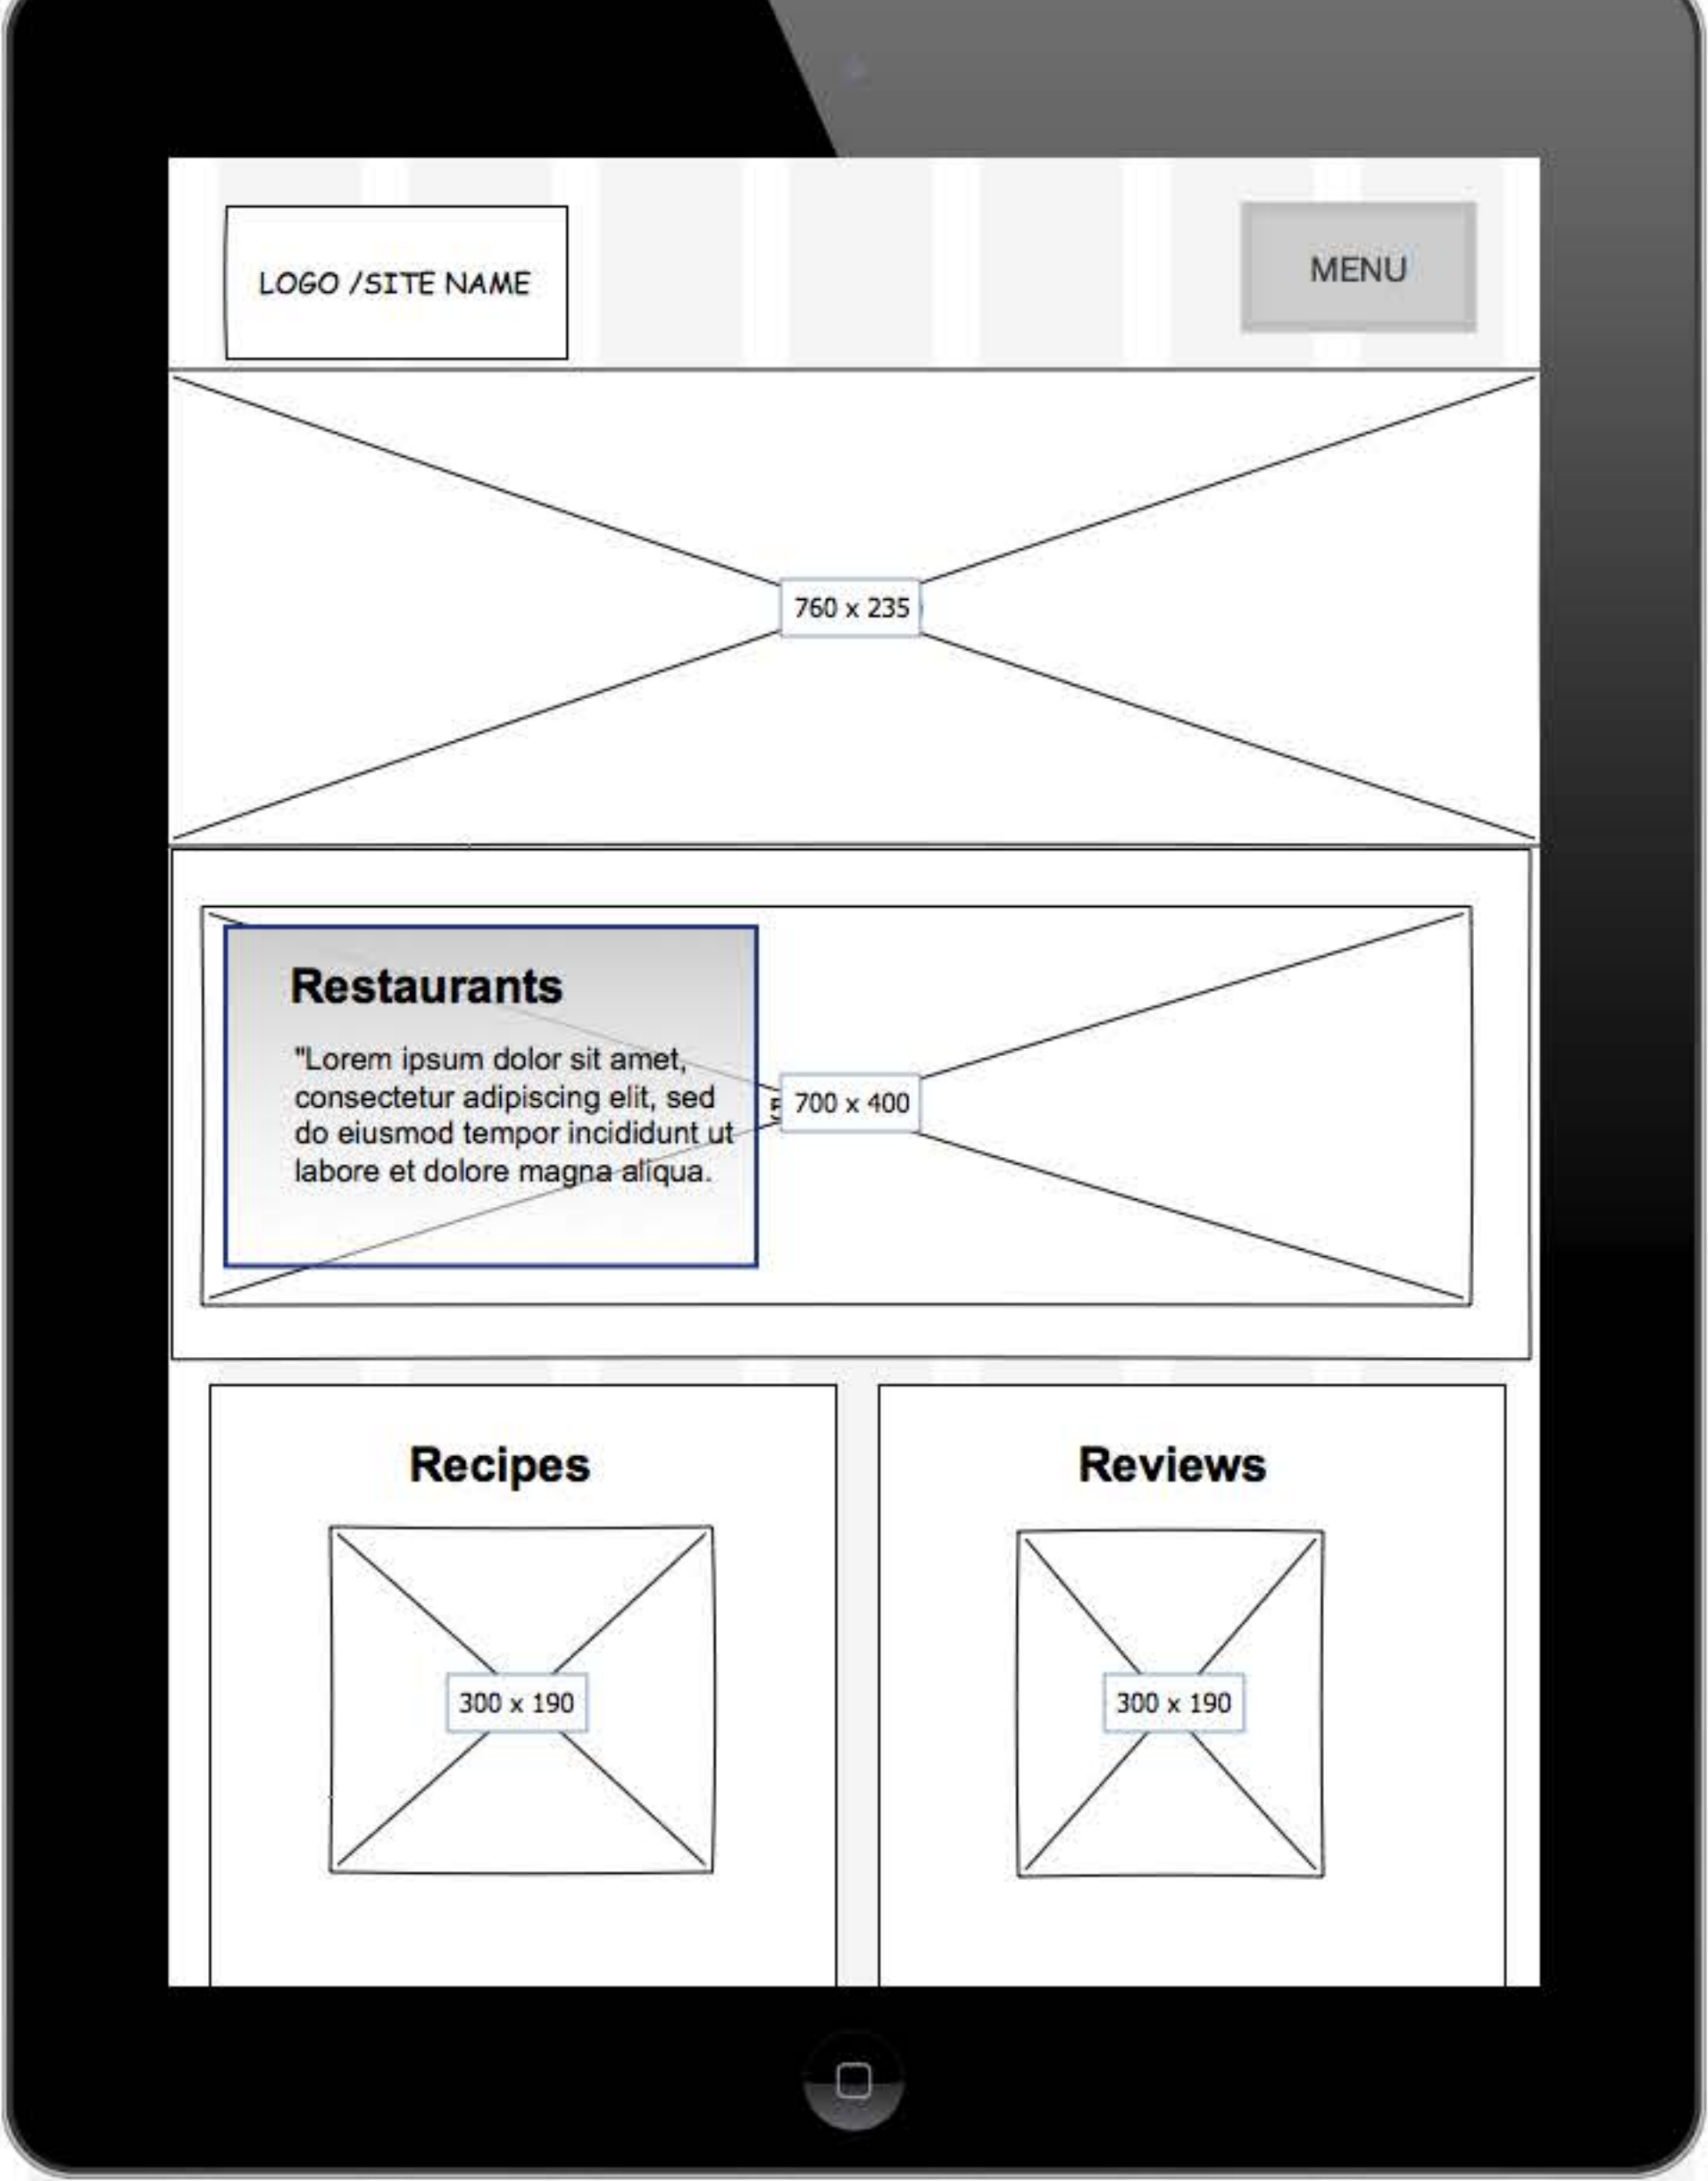 LOGO /SITE NAME
MENU
760 x 235
Restaurants
"Lorem ipsum dolor sit amet,
consectetur adipiscing elit, sed
do eiusmod tempor incididunt ut
labore et dolore magna aliqua.
700 x 400
Recipes
Reviews
300 x 190
300 x 190